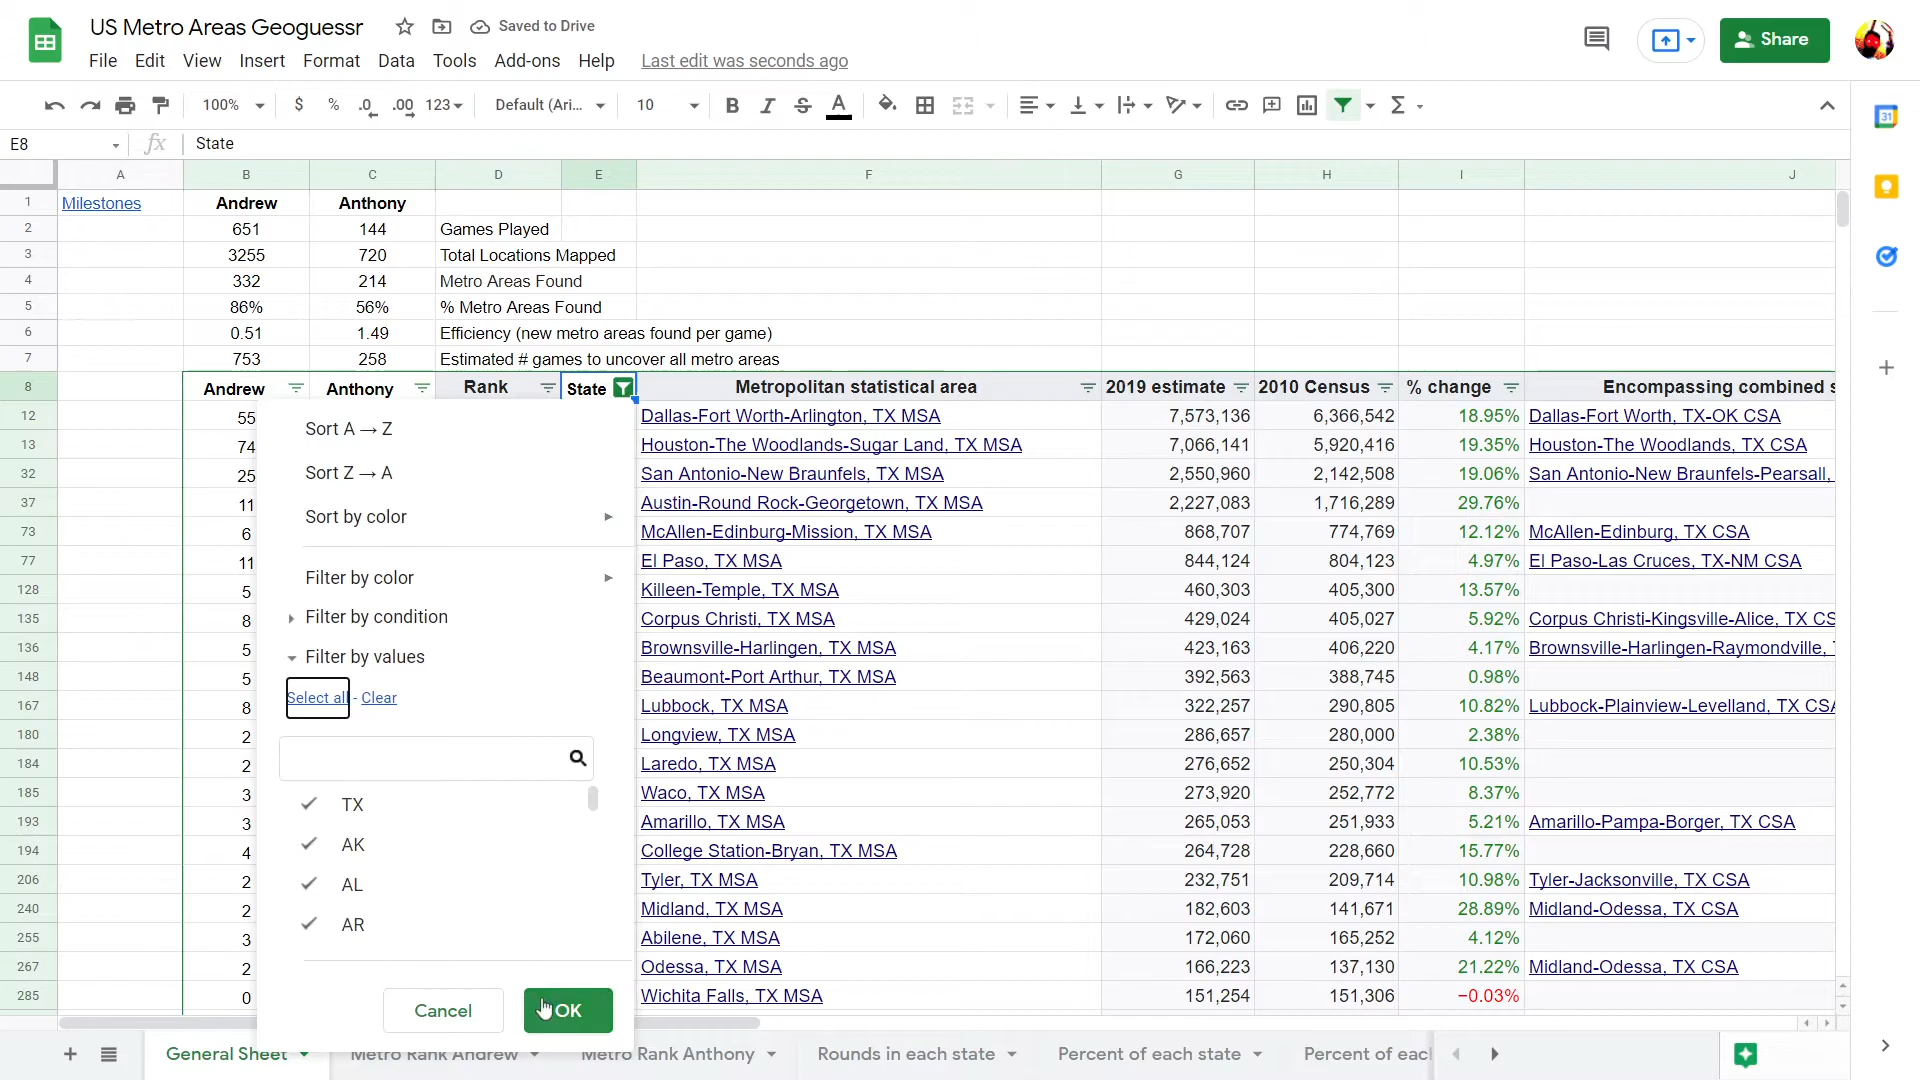 US Metro Areas Geoguessr Saved to Drive
File Edit View Insert Format Data Tools Add-ons Help Last edit was seconds ago
Share
100% $ % .0 .00 123 Default (Ari... 10 B I S A
31
E8 fx State
A B C D E F G H I J
1 Milestones Andrew Anthony
2 651 144 Games Played
3 3255 720 Total Locations Mapped
4 332 214 Metro Areas Found
5 86% 56% % Metro Areas Found
6 0.51 1.49 Efficiency (new metro areas found per game)
7 753 258 Estimated # games to uncover all metro areas
8 Andrew Anthony Rank State Metropolitan statistical area 2019 estimate 2010 Census % change Encompassing combined s
12 55 Dallas-Fort Worth-Arlington, TX MSA 7,573,136 6,366,542 18.95% Dallas-Fort Worth, TX-OK CSA
13 74 Houston-The Woodlands-Sugar Land, TX MSA 7,066,141 5,920,416 19.35% Houston-The Woodlands, TX CSA
32 25 San Antonio-New Braunfels, TX MSA 2,550,960 2,142,508 19.06% San Antonio-New Braunfels-Pearsall,
37 11 Austin-Round Rock-Georgetown, TX MSA 2,227,083 1,716,289 29.76%
73 6 McAllen-Edinburg-Mission, TX MSA 868,707 774,769 12.12% McAllen-Edinburg, TX CSA
77 11 El Paso, TX MSA 844,124 804,123 4.97% El Paso-Las Cruces, TX-NM CSA
128 5 Killeen-Temple, TX MSA 460,303 405,300 13.57%
135 8 Corpus Christi, TX MSA 429,024 405,027 5.92% Corpus Christi-Kingsville-Alice, TX CS
136 5 Brownsville-Harlingen, TX MSA 423,163 406,220 4.17% Brownsville-Harlingen-Raymondville,
148 5 Beaumont-Port Arthur, TX MSA 392,563 388,745 0.98%
167 8 Lubbock, TX MSA 322,257 290,805 10.82% Lubbock-Plainview-Levelland, TX CSA
180 2 Longview, TX MSA 286,657 280,000 2.38%
184 2 Laredo, TX MSA 276,652 250,304 10.53%
185 3 Waco, TX MSA 273,920 252,772 8.37%
193 3 Amarillo, TX MSA 265,053 251,933 5.21% Amarillo-Pampa-Borger, TX CSA
194 4 College Station-Bryan, TX MSA 264,728 228,660 15.77%
206 2 Tyler, TX MSA 232,751 209,714 10.98% Tyler-Jacksonville, TX CSA
240 2 Midland, TX MSA 182,603 141,671 28.89% Midland-Odessa, TX CSA
255 3 Abilene, TX MSA 172,060 165,252 4.12%
267 2 Odessa, TX MSA 166,223 137,130 21.22% Midland-Odessa, TX CSA
285 0 Wichita Falls, TX MSA 151,254 151,306 −0.03%
Sort A → Z
Sort Z → A
Sort by color
Filter by color
Filter by condition
Filter by values
Select all - Clear
TX
AK
AL
AR
Cancel OK
General Sheet Metro Rank Andrew Metro Rank Anthony Rounds in each state Percent of each state Percent of eacl